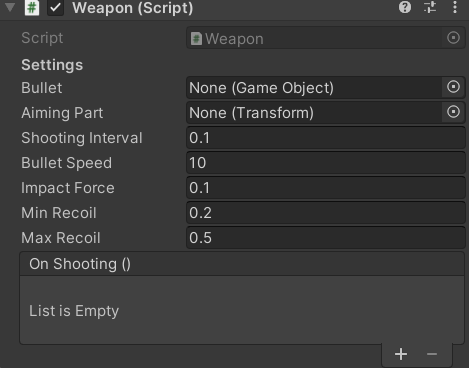 Weapon (Script)
Script Weapon
Settings
Bullet None (Game Object)
Aiming Part None (Transform)
Shooting Interval 0.1
Bullet Speed 10
Impact Force 0.1
Min Recoil 0.2
Max Recoil 0.5
On Shooting ()
List is Empty